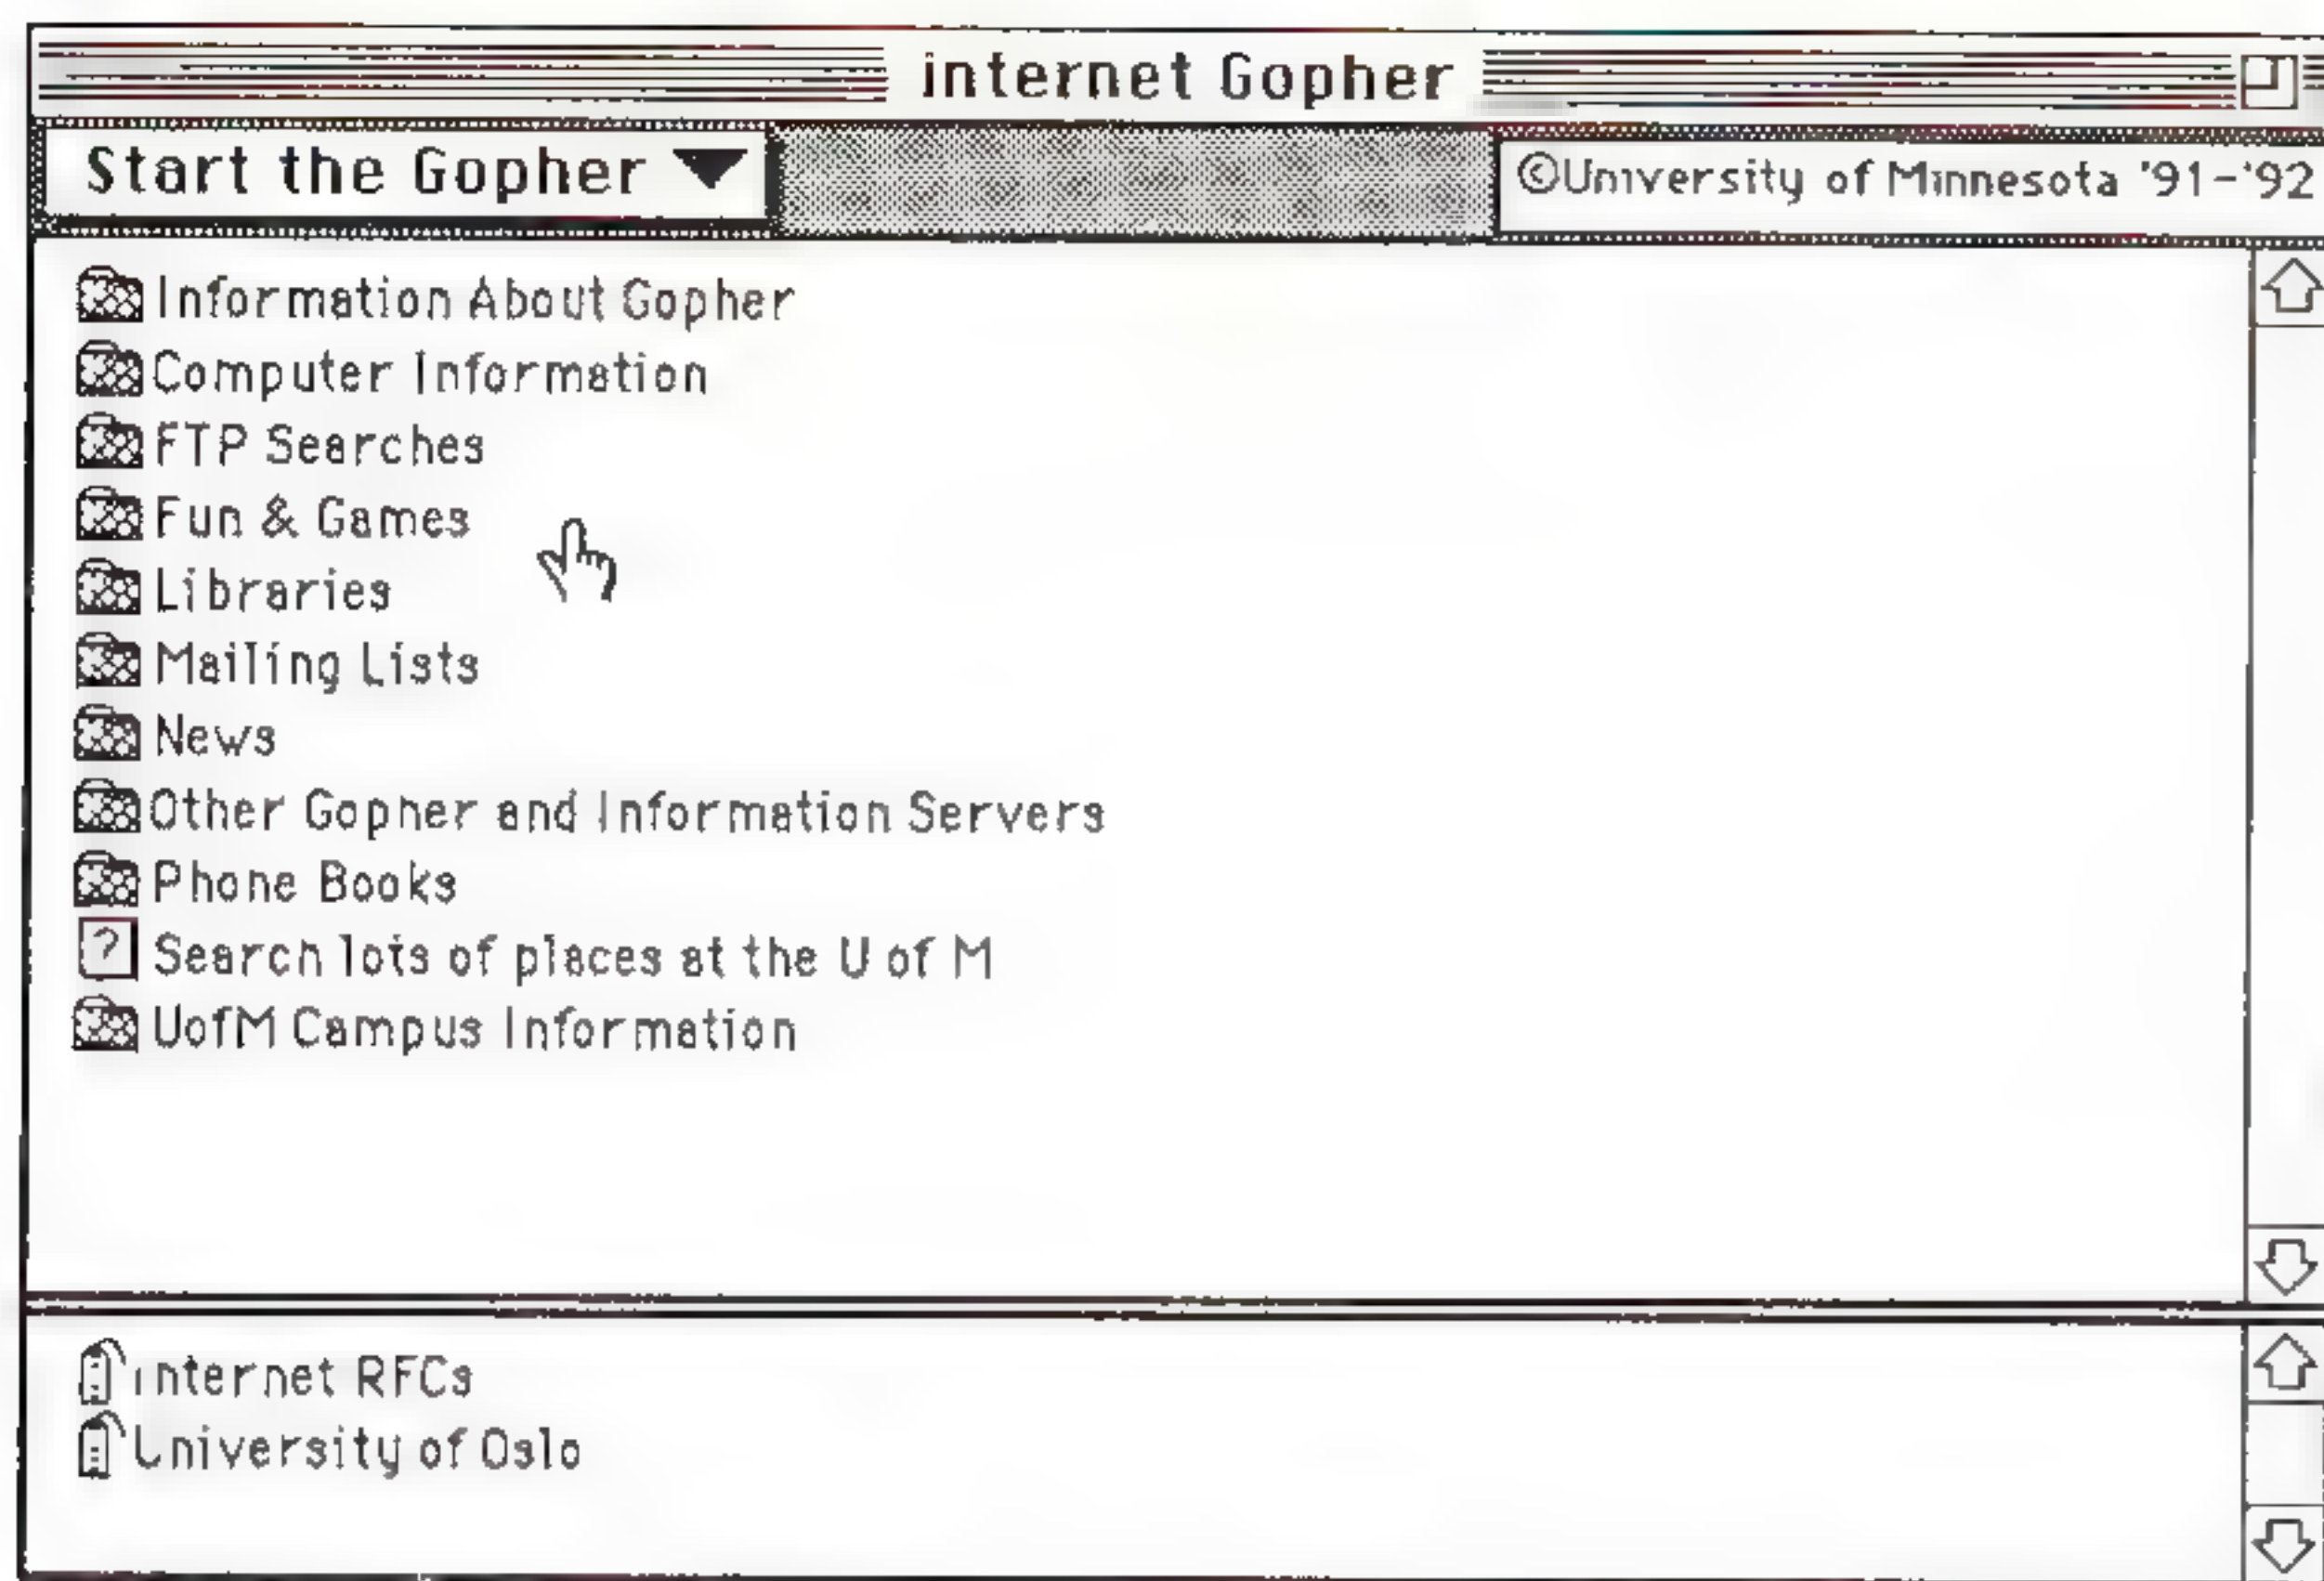 internet Gopher
Start the Gopher
©University of Minnesota '91-'92
Information About Gopher
Computer Information
FTP Searches
Fun & Games
Libraries
Mailing Lists
News
Other Gopher and Information Servers
Phone Books
?
Search lots of places at the U of M
UofM Campus Information
internet RFCs
University of Oslo